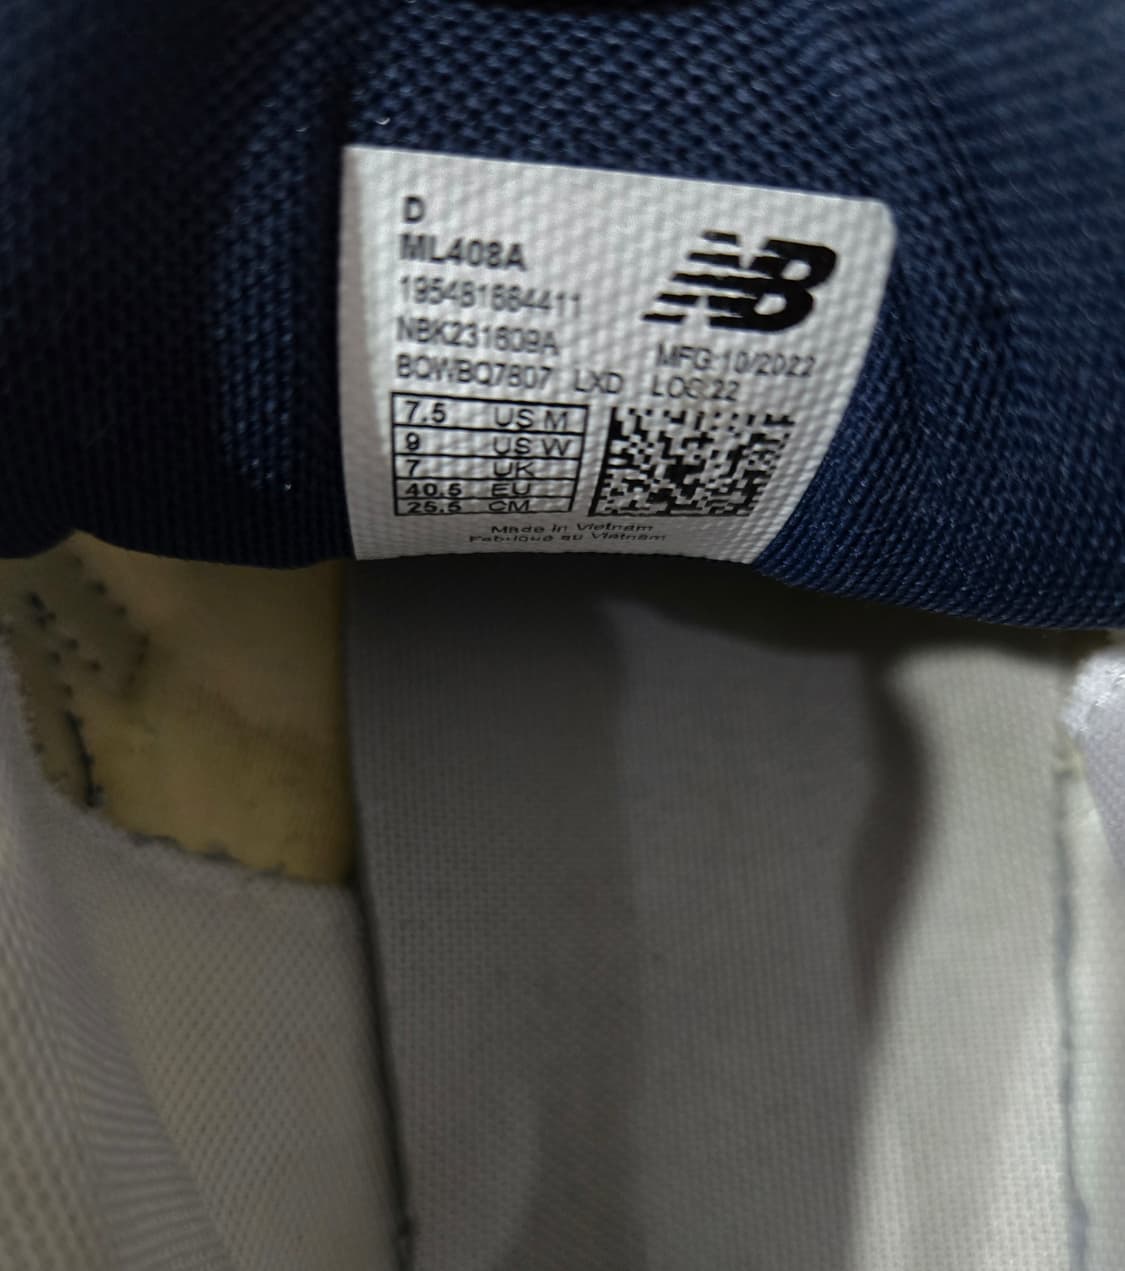 D
ML408A
195481884411
NBK231609A
BQWBQ7807 LXD
NB
MFG:10/2022
LOC:22
7.5 US M
9 US W
7 UK
40.5 EU
25.5 CM
Made in Vietnam
Fabriqué au Vietnam